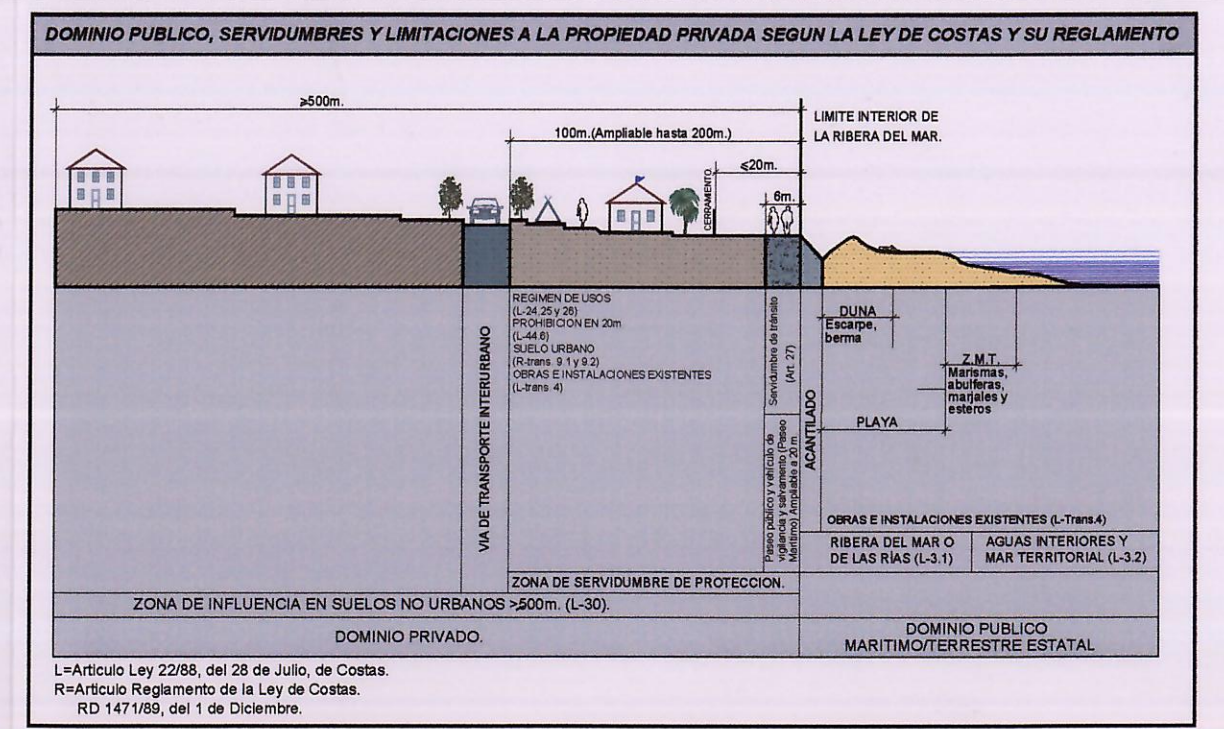 DOMINIO PUBLICO, SERVIDUMBRES Y LIMITACIONES A LA PROPIEDAD PRIVADA SEGUN LA LEY DE COSTAS Y SU REGLAMENTO
≥500m.
LIMITE INTERIOR DE
LA RIBERA DEL MAR.
100m.(Ampliable hasta 200m.)
≤20m.
CERRAMIENTO
6m.
REGIMEN DE USOS
(L-24,25 y 26)
PROHIBICION EN 20m
(L-44.6)
SUELO URBANO
(R-trans. 9.1 y 9.2)
OBRAS E INSTALACIONES EXISTENTES
(L-trans. 4)
VIA DE TRANSPORTE INTERURBANO
Servidumbre de tránsito
(Art. 27)
Paseo público y vehículo de
vigilancia y salvamento (Paseo
Marítimo) Ampliable a 20 m.
ACANTILADO
DUNA
Escarpe,
berma
Z.M.T.
Marismas,
abulferas,
marjales y
esteros
PLAYA
OBRAS E INSTALACIONES EXISTENTES (L-Trans.4)
RIBERA DEL MAR O
DE LAS RÍAS (L-3.1)
AGUAS INTERIORES Y
MAR TERRITORIAL (L-3.2)
ZONA DE SERVIDUMBRE DE PROTECCION.
ZONA DE INFLUENCIA EN SUELOS NO URBANOS >500m. (L-30).
DOMINIO PRIVADO.
DOMINIO PUBLICO
MARITIMO/TERRESTRE ESTATAL
L=Articulo Ley 22/88, del 28 de Julio, de Costas.
R=Articulo Reglamento de la Ley de Costas.
RD 1471/89, del 1 de Diciembre.